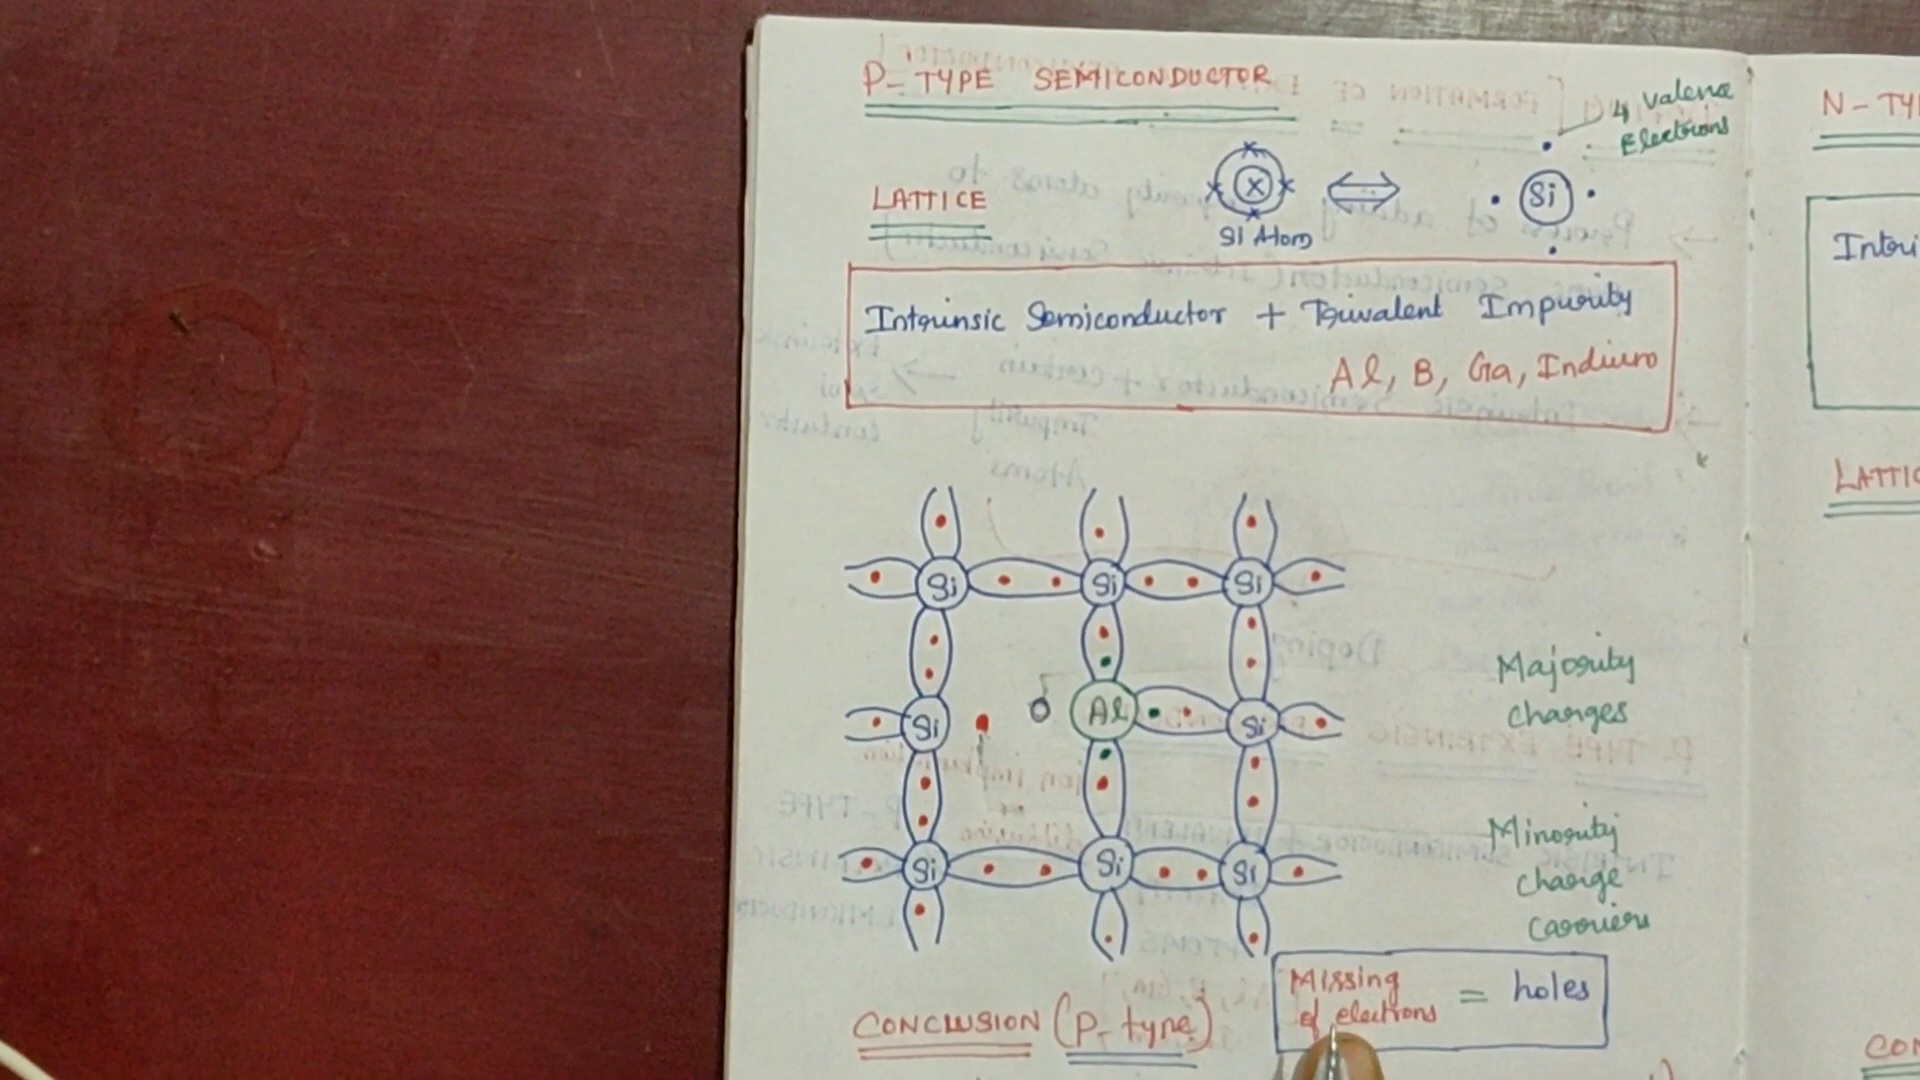 P-TYPE SEMICONDUCTOR
4 Valence
Electrons
N-TY
LATTICE
x
Si
Si Atom
Intrinsic Semiconductor + Trivalent Impurity
Al, B, Ga, Indium
Intri
LATTIC
Si Si Si
Si Al Si
Si Si Si
Majority
charges
Minority
charge
carriers
Missing
of electrons = holes
CONCLUSION (P-type)
CON